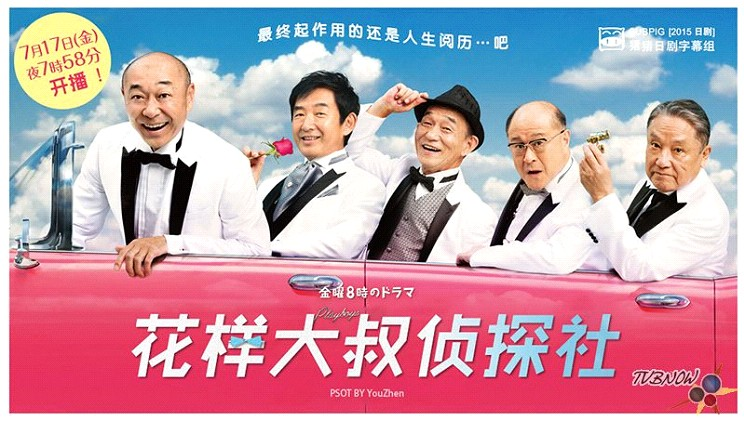 7月17日(金)
夜7時58分
开播！
最终起作用的还是人生阅历…吧
SUBPIG [2015 日剧]
猪猪日剧字幕组
金曜8時のドラマ
Playboys
花样大叔侦探社
PSOT BY YouZhen
TVBNOW